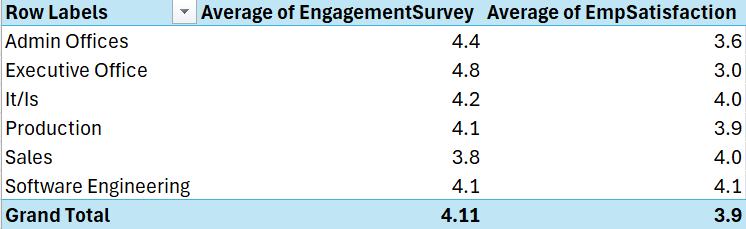 Row Labels Average of EngagementSurvey Average of EmpSatisfaction
Admin Offices 4.4 3.6
Executive Office 4.8 3.0
It/Is 4.2 4.0
Production 4.1 3.9
Sales 3.8 4.0
Software Engineering 4.1 4.1
Grand Total 4.11 3.9